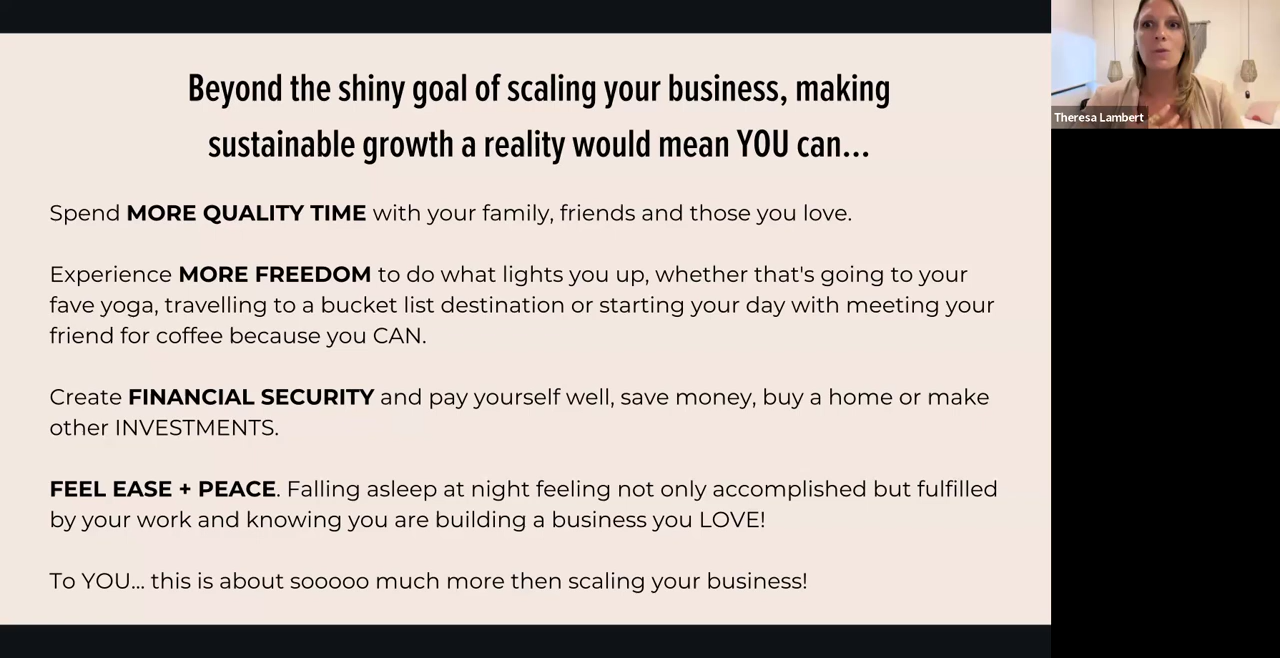 Beyond the shiny goal of scaling your business, making
sustainable growth a reality would mean YOU can...
Spend MORE QUALITY TIME with your family, friends and those you love.
Experience MORE FREEDOM to do what lights you up, whether that's going to your
fave yoga, travelling to a bucket list destination or starting your day with meeting your
friend for coffee because you CAN.
Create FINANCIAL SECURITY and pay yourself well, save money, buy a home or make
other INVESTMENTS.
FEEL EASE + PEACE. Falling asleep at night feeling not only accomplished but fulfilled
by your work and knowing you are building a business you LOVE!
To YOU... this is about sooooo much more then scaling your business!
Theresa Lambert